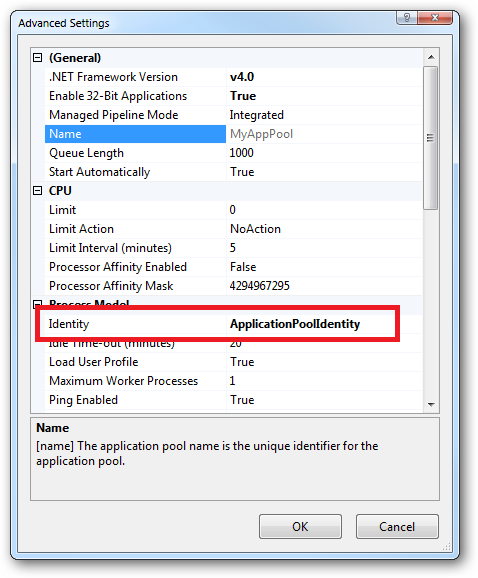 Advanced Settings
(General)
.NET Framework Version v4.0
Enable 32-Bit Applications True
Managed Pipeline Mode Integrated
Name MyAppPool
Queue Length 1000
Start Automatically True
CPU
Limit 0
Limit Action NoAction
Limit Interval (minutes) 5
Processor Affinity Enabled False
Processor Affinity Mask 4294967295
Process Model
Identity ApplicationPoolIdentity
Idle Time-out (minutes) 20
Load User Profile True
Maximum Worker Processes 1
Ping Enabled True
Name
[name] The application pool name is the unique identifier for the
application pool.
OK Cancel